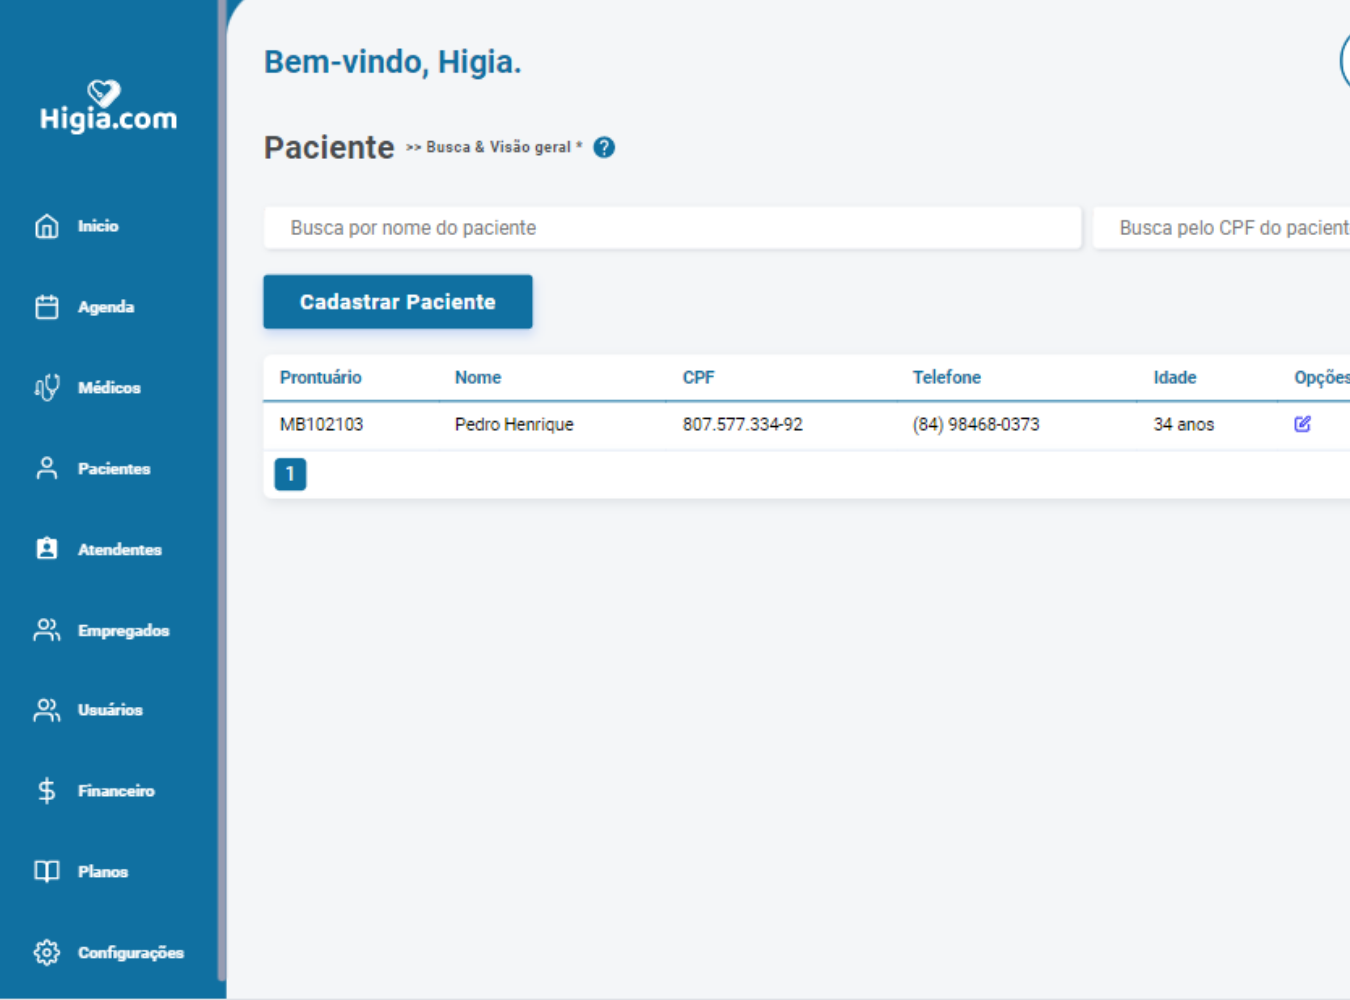 Higia.com
Inicio
Agenda
Médicos
Pacientes
Atendentes
Empregados
Usuários
Financeiro
Planos
Configurações
Bem-vindo, Higia.
Paciente >> Busca & Visão geral * ?
Busca por nome do paciente
Busca pelo CPF do pacient
Cadastrar Paciente
Prontuário Nome CPF Telefone Idade Opções
MB102103 Pedro Henrique 807.577.334-92 (84) 98468-0373 34 anos
1